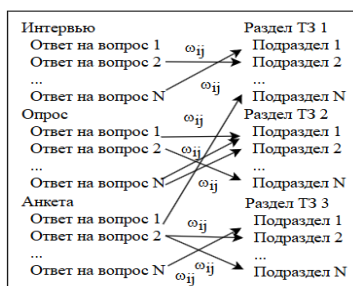 Интервью
Ответ на вопрос 1
Ответ на вопрос 2
...
Ответ на вопрос N
Опрос
Ответ на вопрос 1
Ответ на вопрос 2
...
Ответ на вопрос N
Анкета
Ответ на вопрос 1
Ответ на вопрос 2
...
Ответ на вопрос N
ωij
ωij
ωij
ωij
ωij
ωij
ωij
ωij
Раздел ТЗ 1
Подраздел 1
Подраздел 2
...
Подраздел N
Раздел ТЗ 2
Подраздел 1
Подраздел 2
...
Подраздел N
Раздел ТЗ 3
Подраздел 1
Подраздел 2
...
Подраздел N